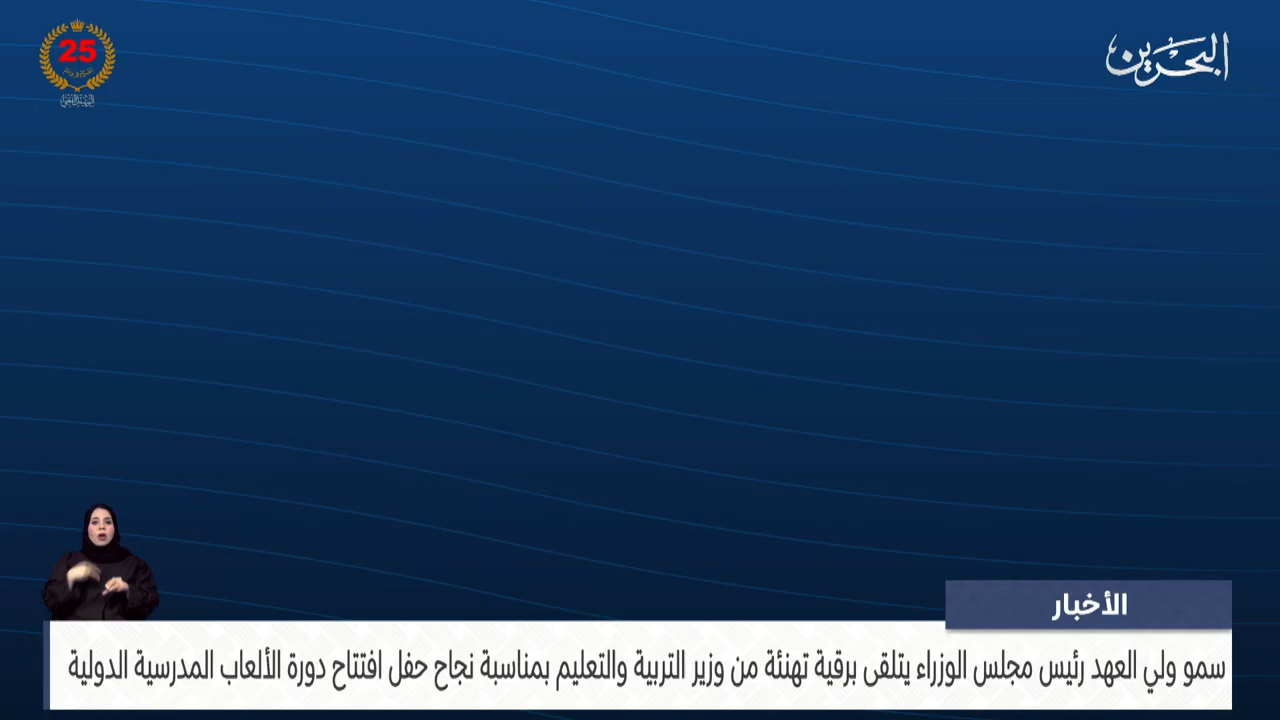 البحرين
25
الأخبار
سمو ولي العهد رئيس مجلس الوزراء يتلقى برقية تهنئة من وزير التربية والتعليم بمناسبة نجاح حفل افتتاح دورة الألعاب المدرسية الدولية